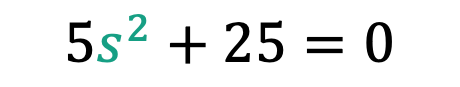 5s² + 25 = 0